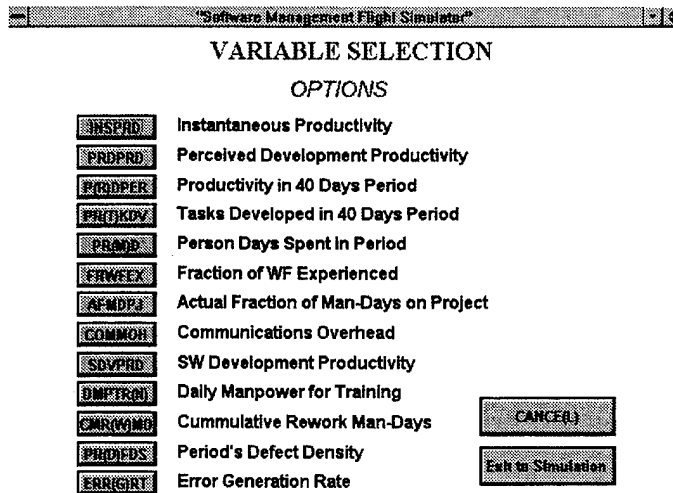 "Software Management Flight Simulator"
VARIABLE SELECTION
OPTIONS
INSPRD Instantaneous Productivity
PRDPRD Perceived Development Productivity
P(R)DPER Productivity in 40 Days Period
PR(T)KDV Tasks Developed in 40 Days Period
PR(M)D Person Days Spent in Period
FRWFEX Fraction of WF Experienced
AFMDPJ Actual Fraction of Man-Days on Project
COMMOH Communications Overhead
SDVPRD SW Development Productivity
DMPTR(N) Daily Manpower for Training
CMR(W)MD Cummulative Rework Man-Days
PR(D)FDS Period's Defect Density
ERR(G)RT Error Generation Rate
CANCE(L)
Exit to Simulation